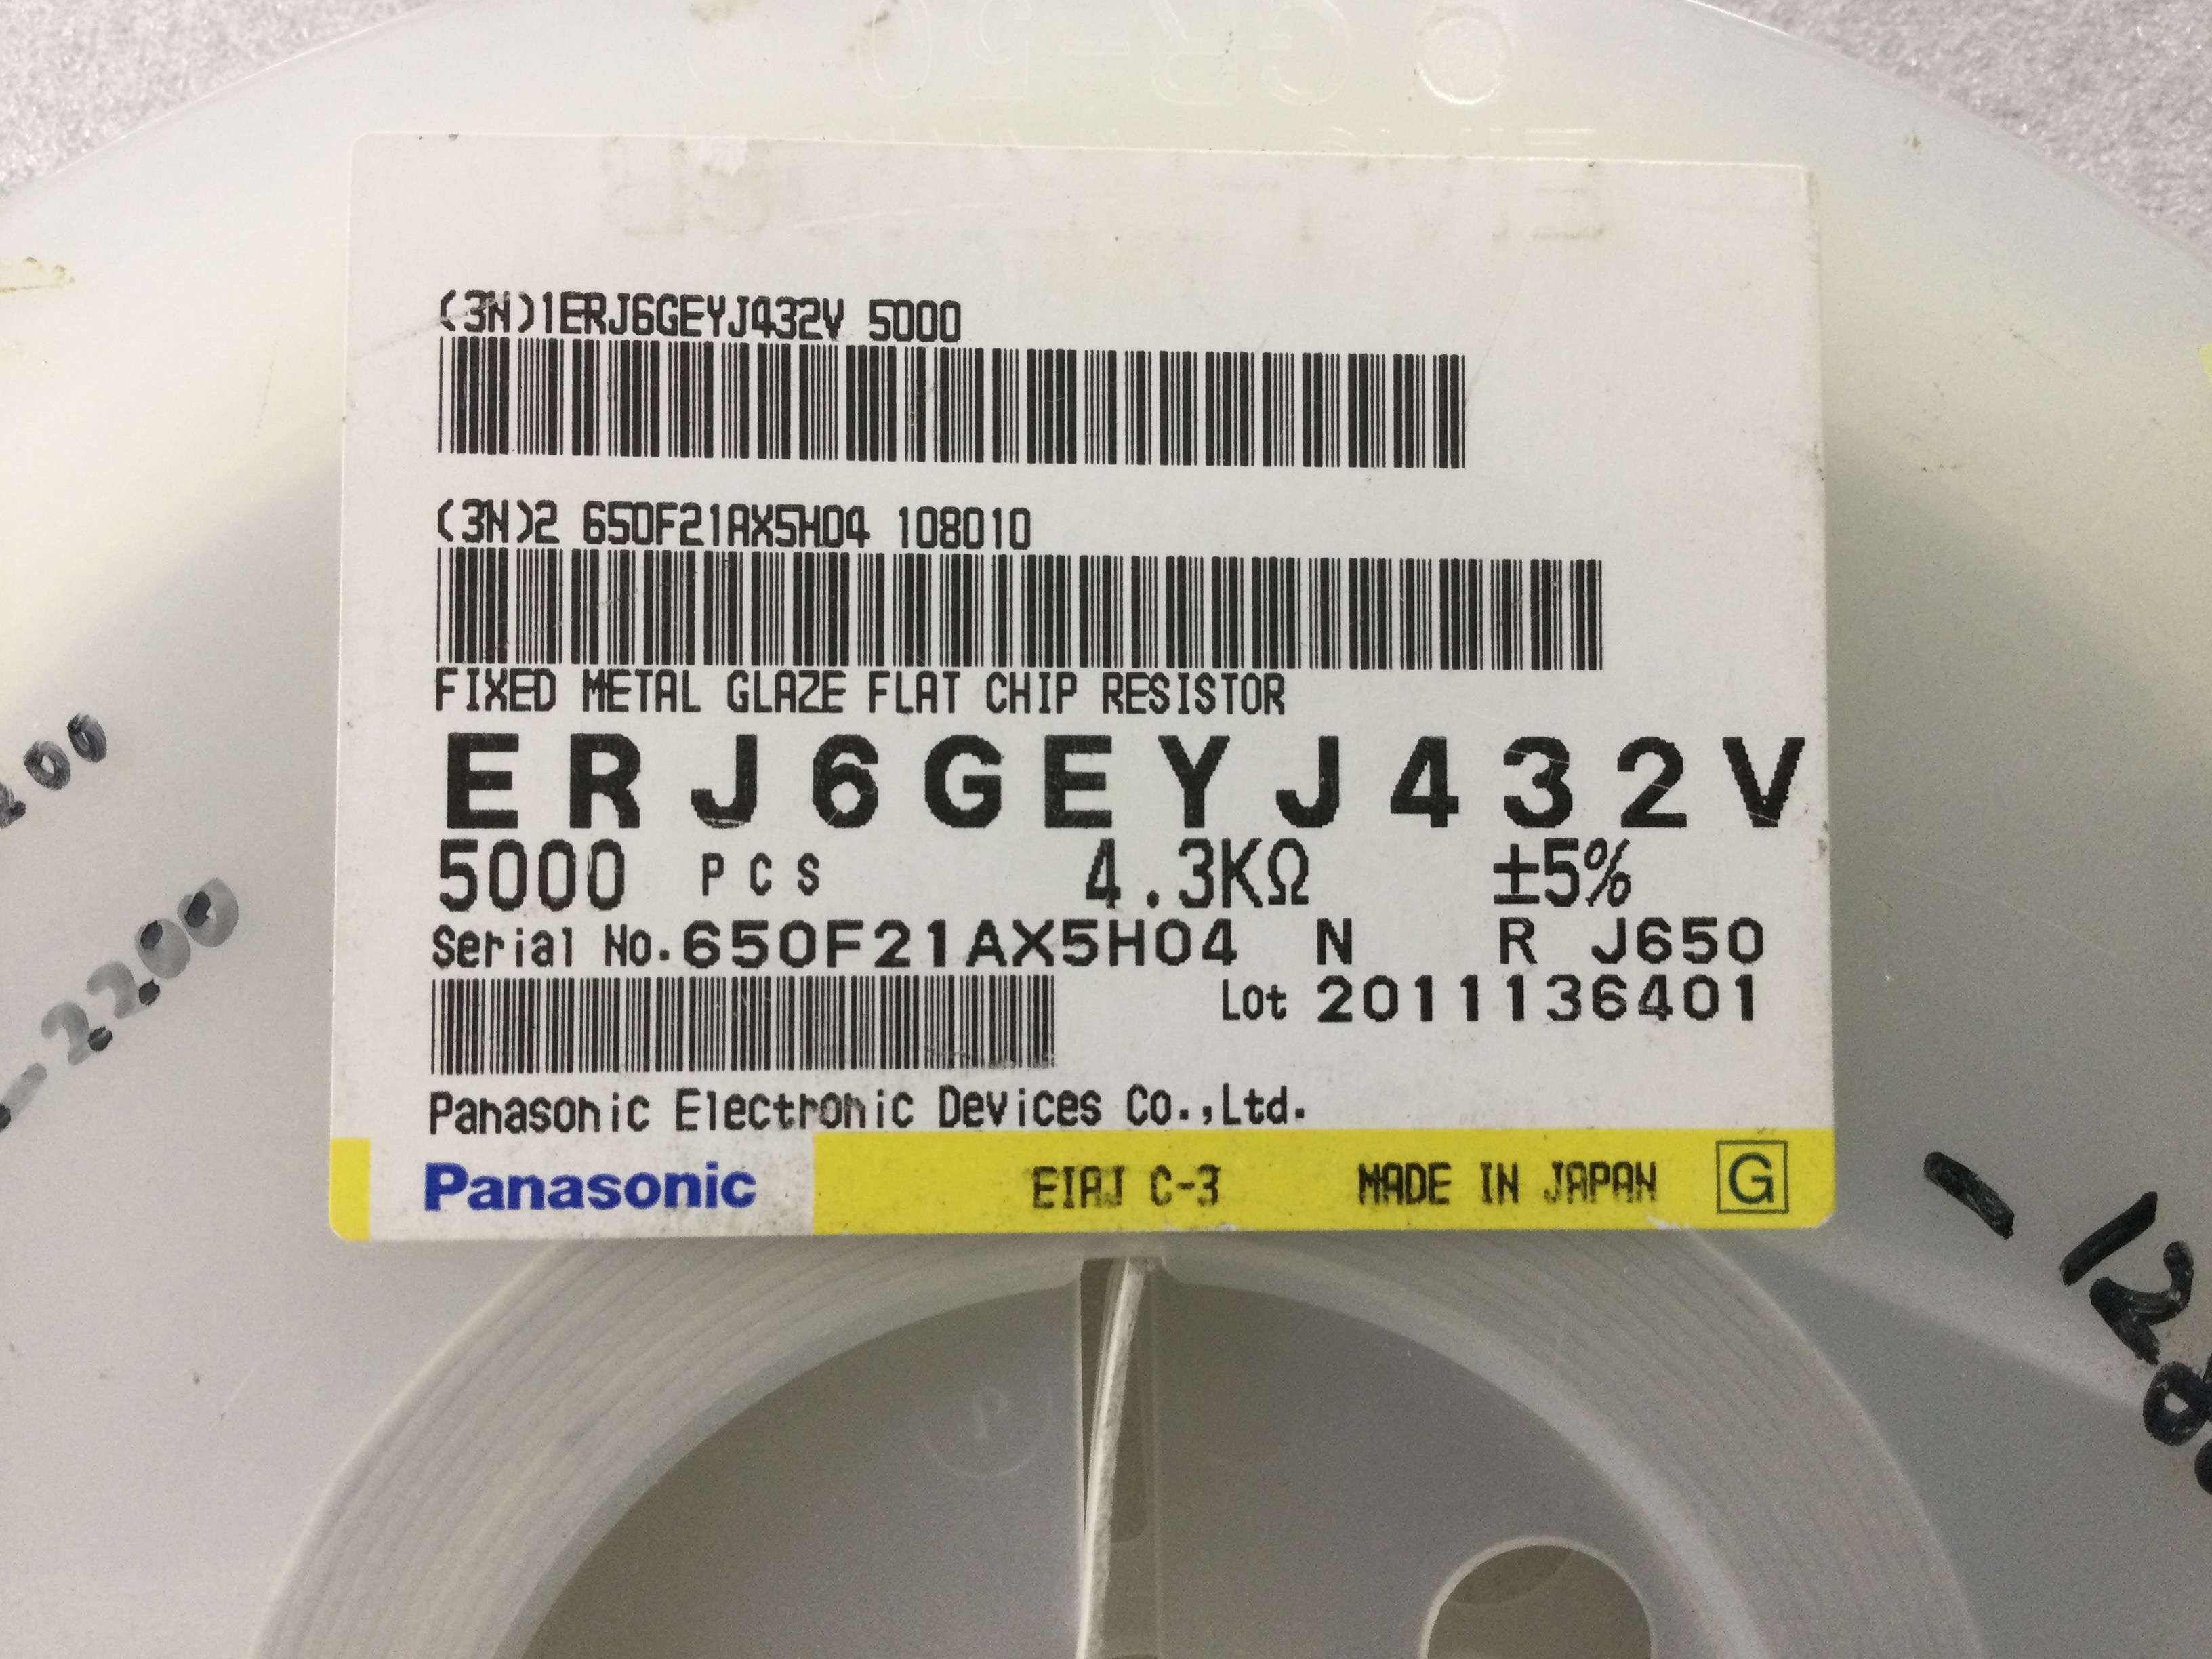 (3N)1ERJ6GEYJ432V 5000
(3N)2 650F21AX5H04 108010
FIXED METAL GLAZE FLAT CHIP RESISTOR
ERJ6GEYJ432V
5000 PCS 4.3KΩ ±5%
Serial No.650F21AX5H04 N R J650
Lot 2011136401
Panasonic Electronic Devices Co.,Ltd.
Panasonic EIAJ C-3 MADE IN JAPAN G
-2200